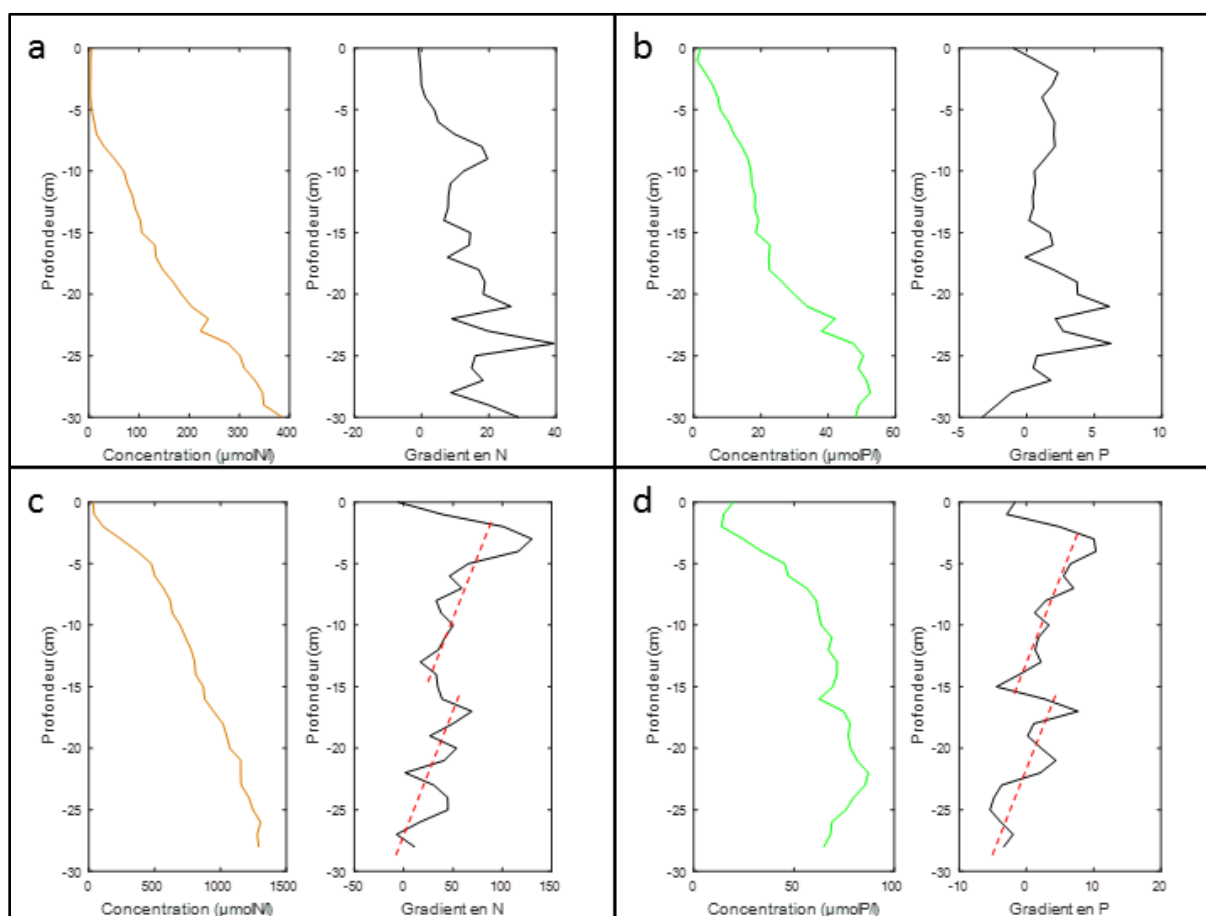 a
0
-5
-10
-15
-20
-25
-30
0 100 200 300 400
Profondeur (cm)
Concentration (µmolN/l)
0
-5
-10
-15
-20
-25
-30
-20 0 20 40
Profondeur (cm)
Gradient en N
b
0
-5
-10
-15
-20
-25
-30
0 20 40 60
Profondeur (cm)
Concentration (µmolP/l)
0
-5
-10
-15
-20
-25
-30
-5 0 5 10
Profondeur (cm)
Gradient en P
c
0
-5
-10
-15
-20
-25
-30
0 500 1000 1500
Profondeur (cm)
Concentration (µmolN/l)
0
-5
-10
-15
-20
-25
-30
-50 0 50 100 150
Profondeur (cm)
Gradient en N
d
0
-5
-10
-15
-20
-25
-30
0 50 100
Profondeur (cm)
Concentration (µmolP/l)
0
-5
-10
-15
-20
-25
-30
-10 0 10 20
Profondeur (cm)
Gradient en P